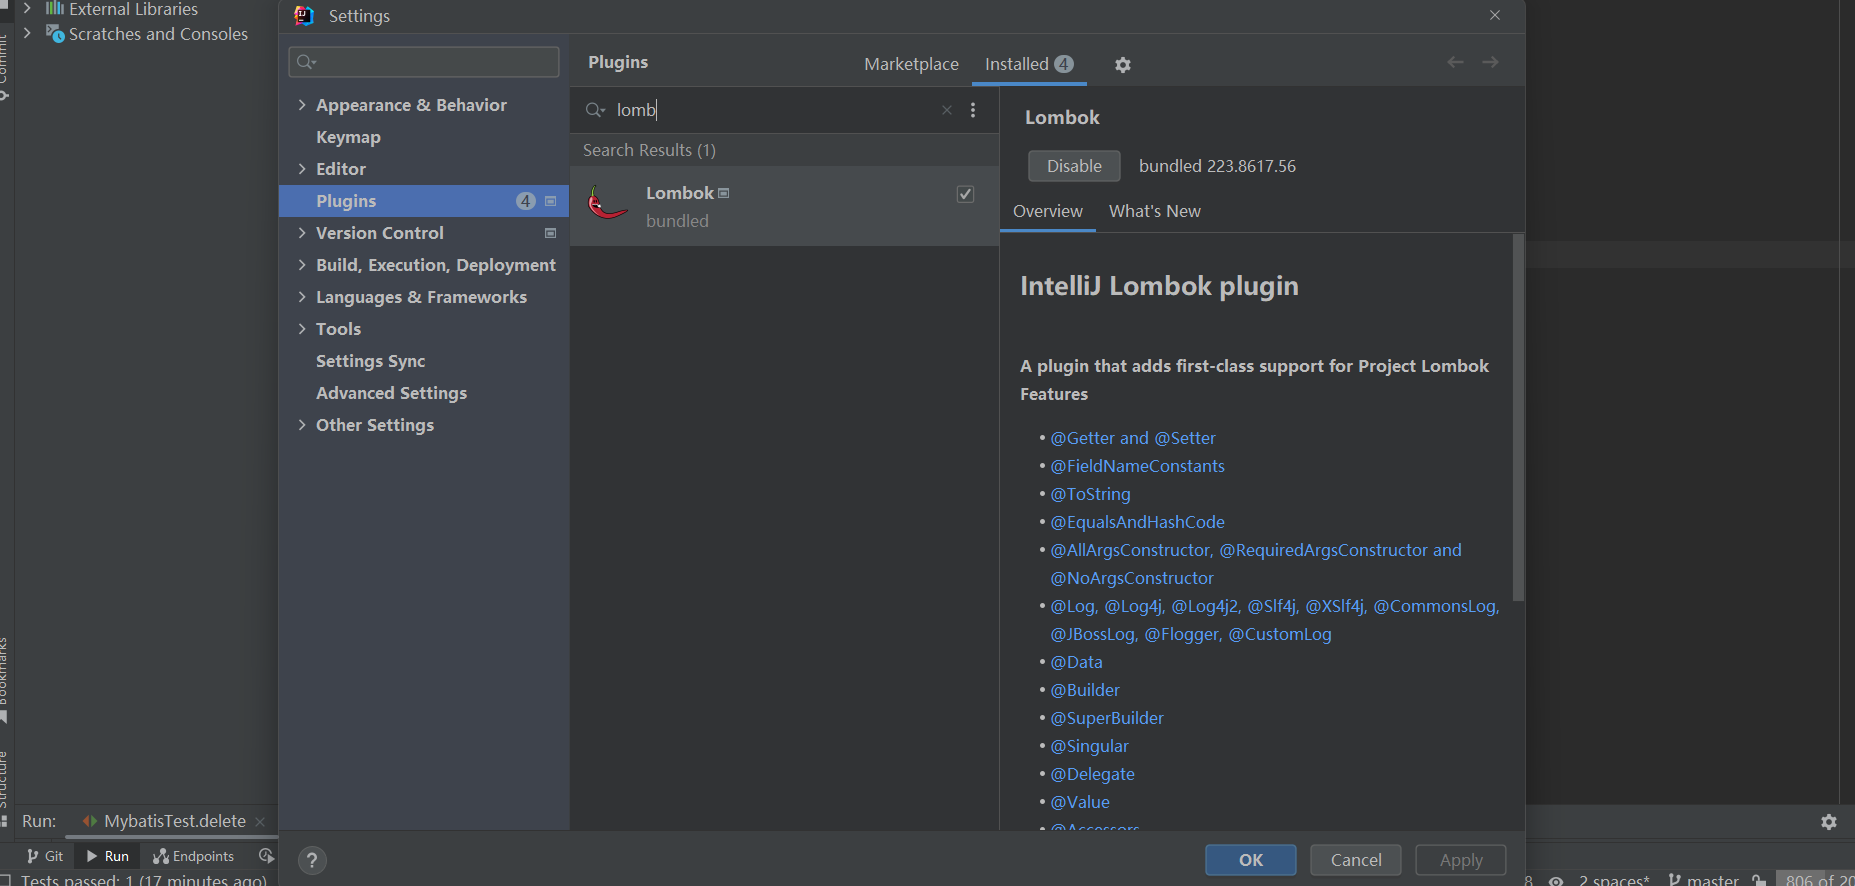 External Libraries
Scratches and Consoles
Commit
Bookmarks
Structure
Settings
Appearance & Behavior
Keymap
Editor
Plugins 4
Version Control
Build, Execution, Deployment
Languages & Frameworks
Tools
Settings Sync
Advanced Settings
Other Settings
Plugins Marketplace Installed 4
lomb
Search Results (1)
Lombok
bundled
Lombok
Disable bundled 223.8617.56
Overview What's New
IntelliJ Lombok plugin
A plugin that adds first-class support for Project Lombok
Features
• @Getter and @Setter
• @FieldNameConstants
• @ToString
• @EqualsAndHashCode
• @AllArgsConstructor, @RequiredArgsConstructor and
@NoArgsConstructor
• @Log, @Log4j, @Log4j2, @Slf4j, @XSlf4j, @CommonsLog,
@JBossLog, @Flogger, @CustomLog
• @Data
• @Builder
• @SuperBuilder
• @Singular
• @Delegate
• @Value
• @Accessors
? OK Cancel Apply
Run: MybatisTest.delete
Git Run Endpoints
Tests passed: 1 (17 minutes ago)
8 2 spaces* master 806 of 20